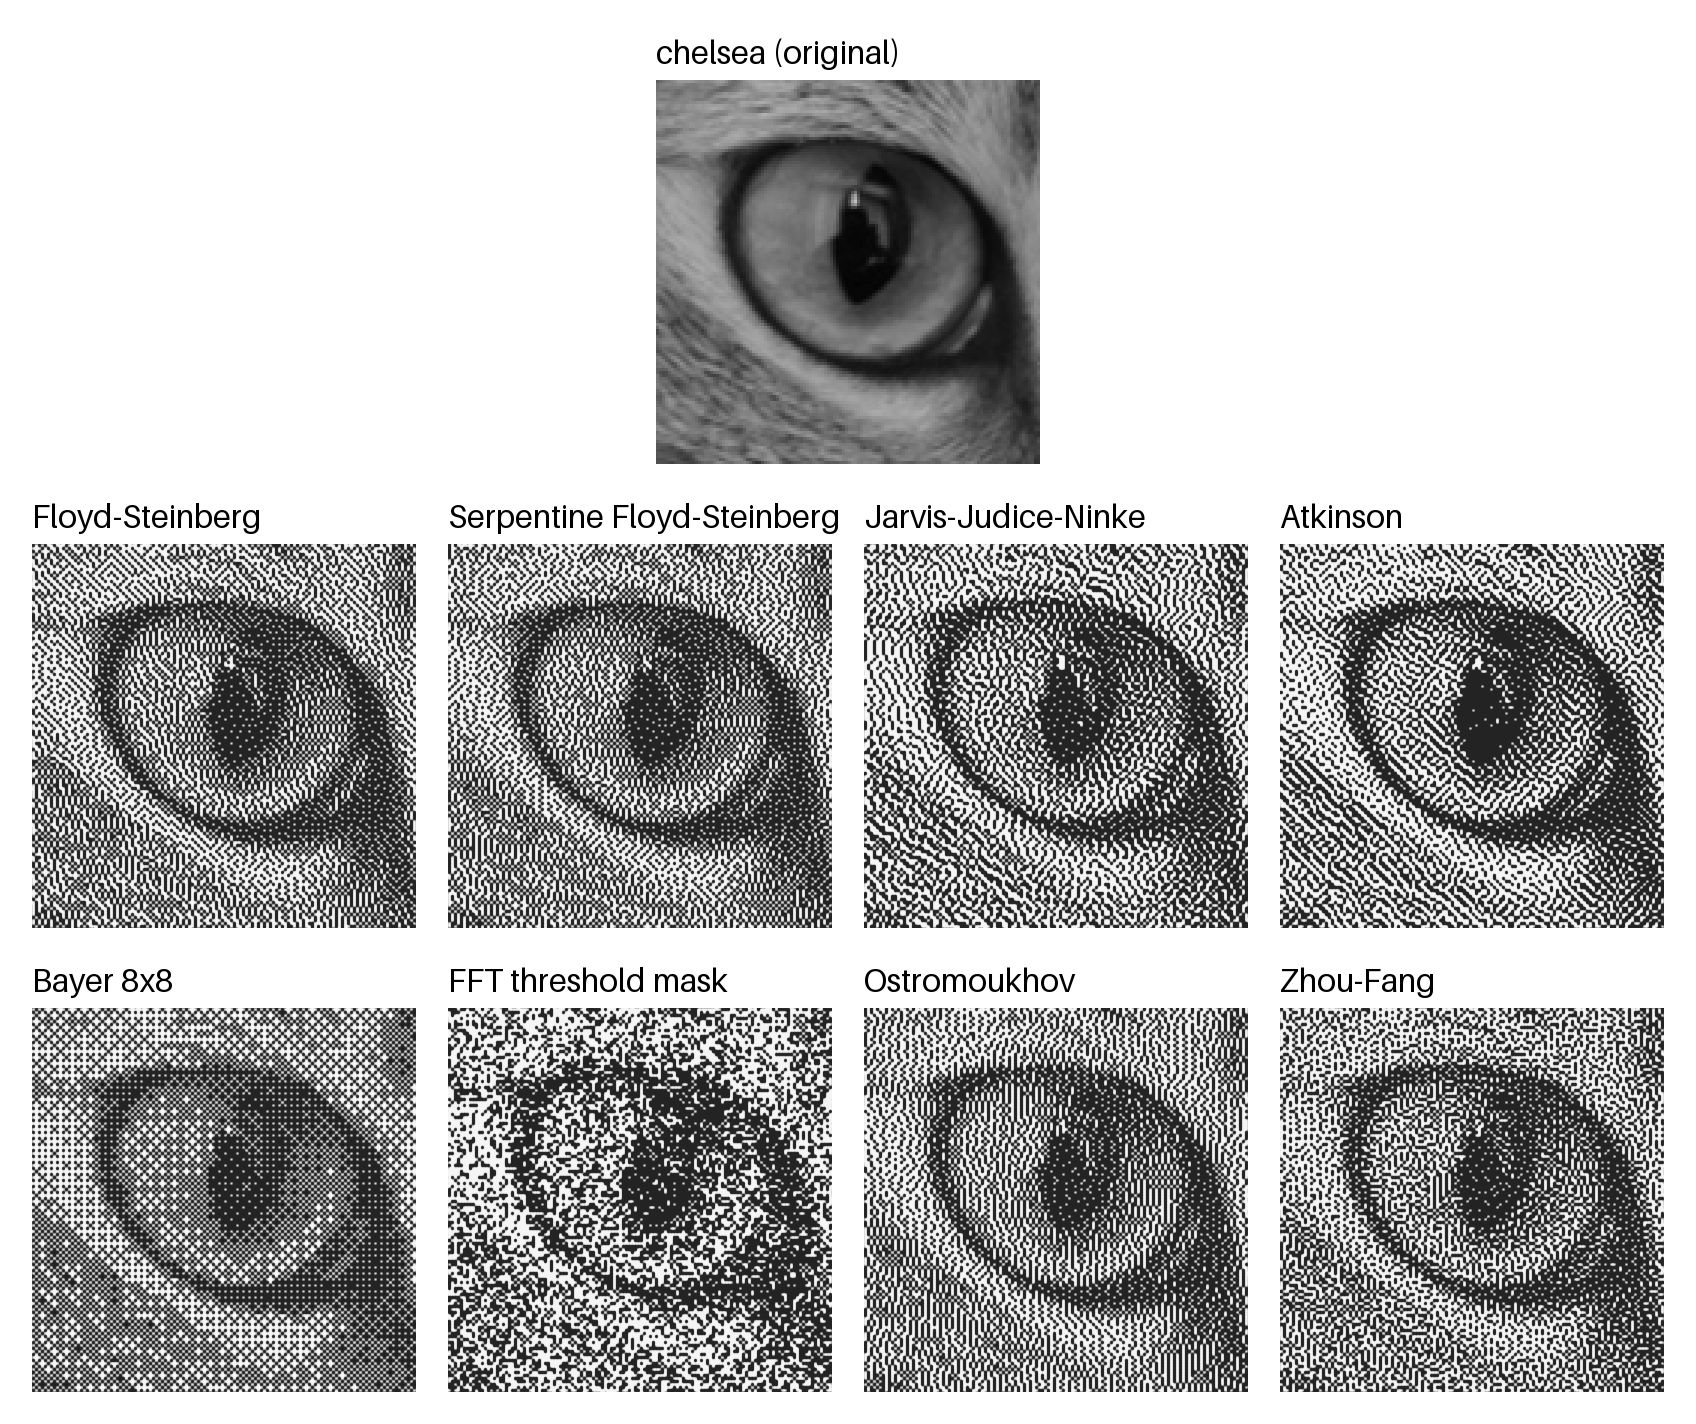 chelsea (original)
Floyd-Steinberg
Serpentine Floyd-Steinberg
Jarvis-Judice-Ninke
Atkinson
Bayer 8x8
FFT threshold mask
Ostromoukhov
Zhou-Fang